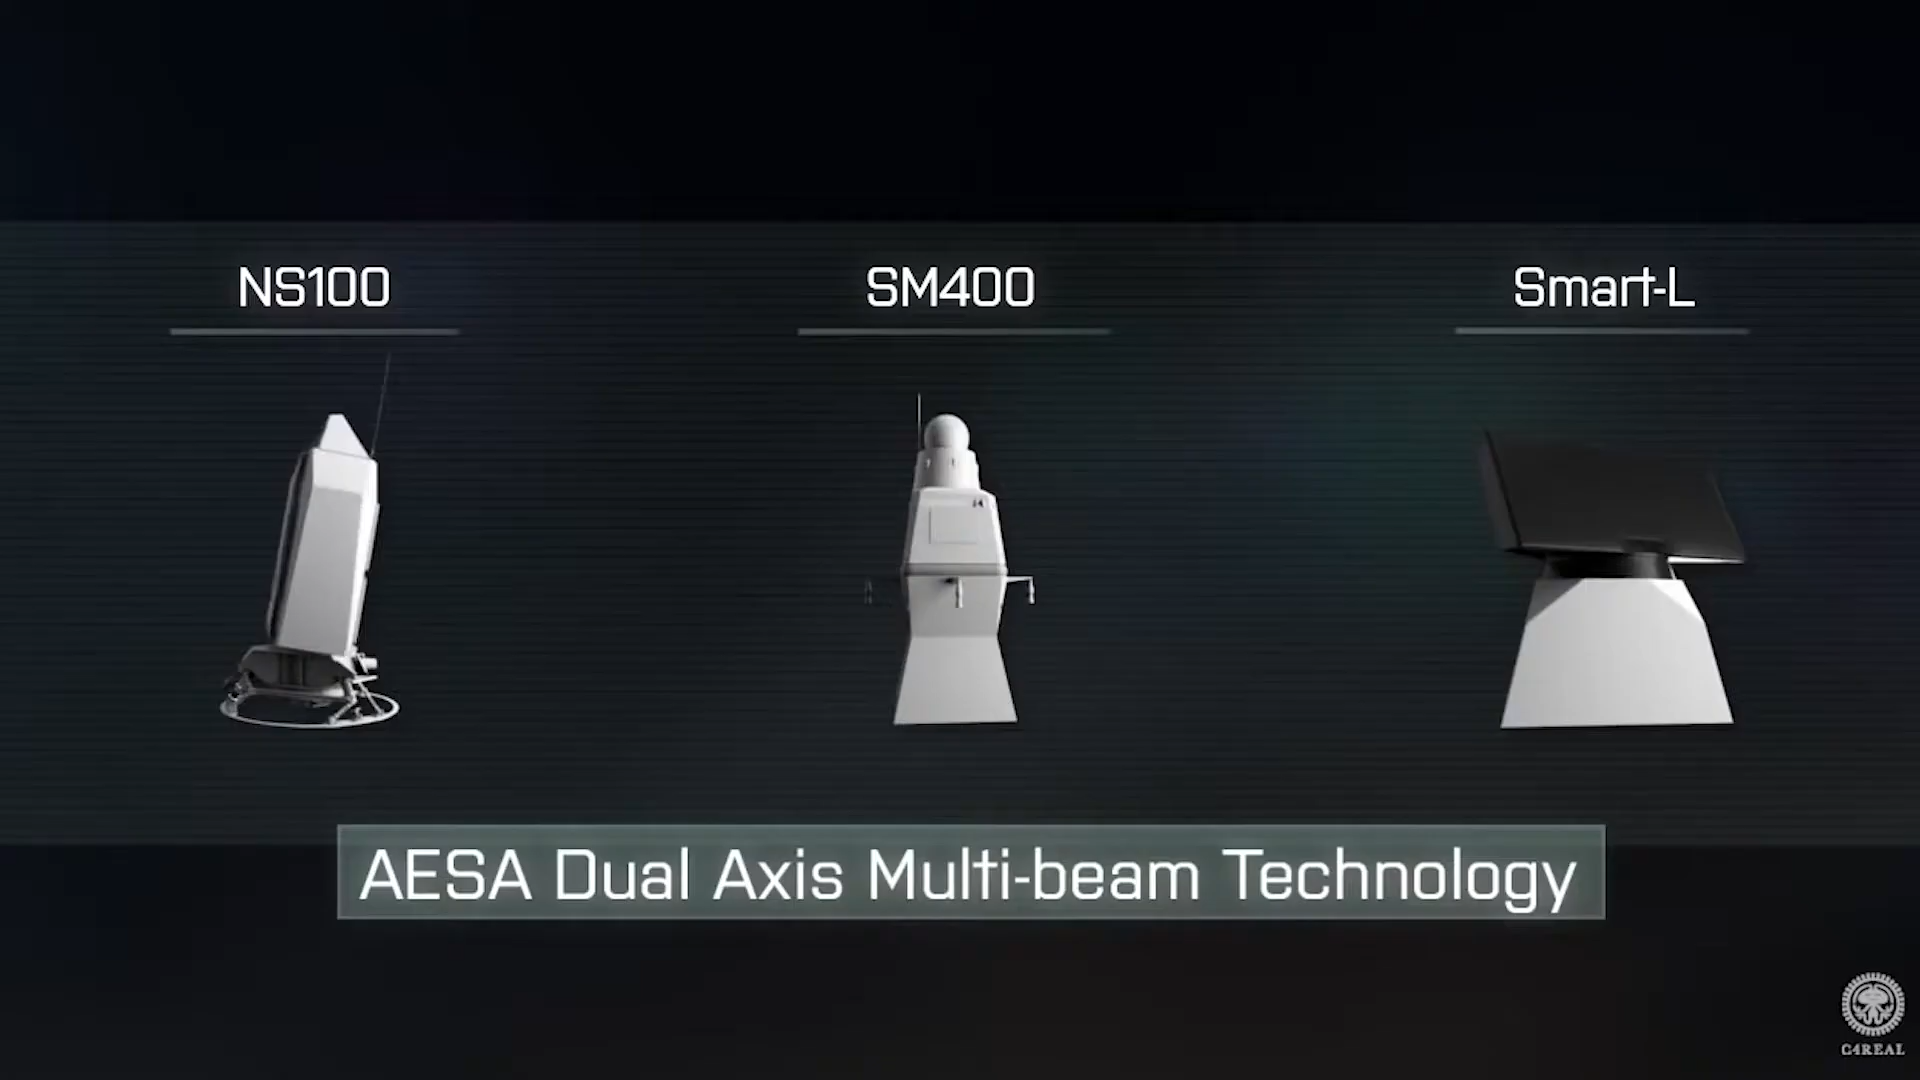 NS100
SM400
Smart-L
AESA Dual Axis Multi-beam Technology
C4REAL